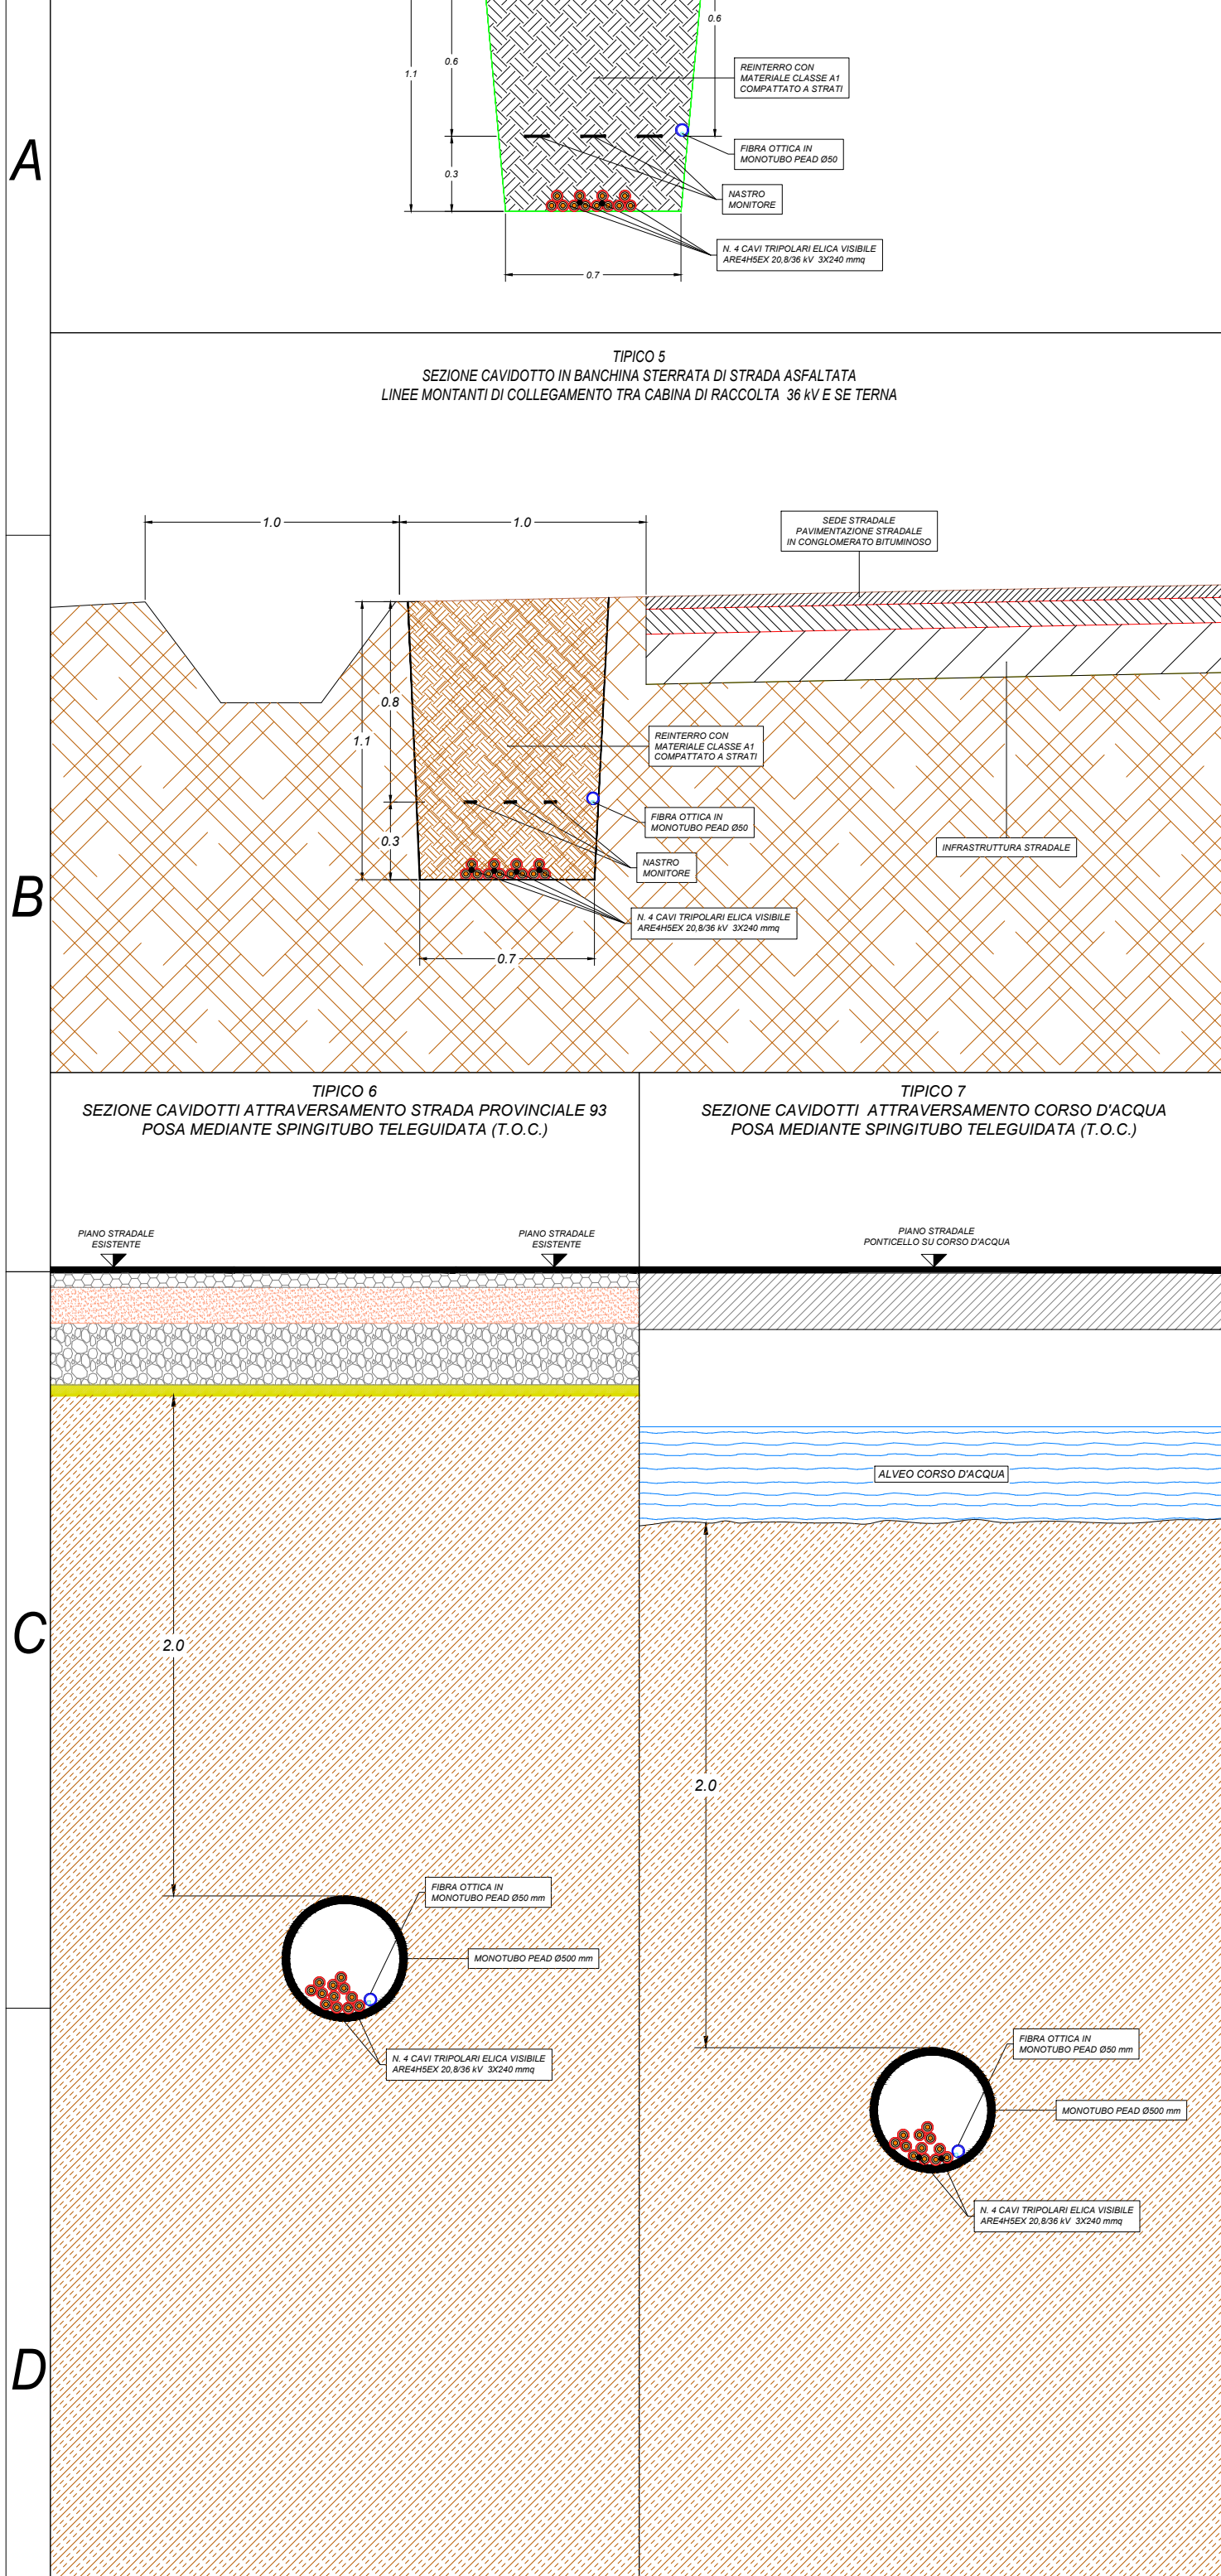 0.6
1.1
0.6
REINTERRO CON
MATERIALE CLASSE A1
COMPATTATO A STRATI
A
FIBRA OTTICA IN
MONOTUBO PEAD Ø50
0.3
NASTRO
MONITORE
N. 4 CAVI TRIPOLARI ELICA VISIBILE
ARE4H5EX 20,8/36 kV 3X240 mmq
0.7
TIPICO 5
SEZIONE CAVIDOTTO IN BANCHINA STERRATA DI STRADA ASFALTATA
LINEE MONTANTI DI COLLEGAMENTO TRA CABINA DI RACCOLTA 36 kV E SE TERNA
1.0
1.0
SEDE STRADALE
PAVIMENTAZIONE STRADALE
IN CONGLOMERATO BITUMINOSO
0.8
1.1
REINTERRO CON
MATERIALE CLASSE A1
COMPATTATO A STRATI
FIBRA OTTICA IN
MONOTUBO PEAD Ø50
0.3
INFRASTRUTTURA STRADALE
NASTRO
MONITORE
B
N. 4 CAVI TRIPOLARI ELICA VISIBILE
ARE4H5EX 20,8/36 kV 3X240 mmq
0.7
TIPICO 6
SEZIONE CAVIDOTTI ATTRAVERSAMENTO STRADA PROVINCIALE 93
POSA MEDIANTE SPINGITUBO TELEGUIDATA (T.O.C.)
TIPICO 7
SEZIONE CAVIDOTTI ATTRAVERSAMENTO CORSO D'ACQUA
POSA MEDIANTE SPINGITUBO TELEGUIDATA (T.O.C.)
PIANO STRADALE
ESISTENTE
PIANO STRADALE
ESISTENTE
PIANO STRADALE
PONTICELLO SU CORSO D'ACQUA
ALVEO CORSO D'ACQUA
C
2.0
2.0
FIBRA OTTICA IN
MONOTUBO PEAD Ø50 mm
MONOTUBO PEAD Ø500 mm
N. 4 CAVI TRIPOLARI ELICA VISIBILE
ARE4H5EX 20,8/36 kV 3X240 mmq
FIBRA OTTICA IN
MONOTUBO PEAD Ø50 mm
MONOTUBO PEAD Ø500 mm
N. 4 CAVI TRIPOLARI ELICA VISIBILE
ARE4H5EX 20,8/36 kV 3X240 mmq
D